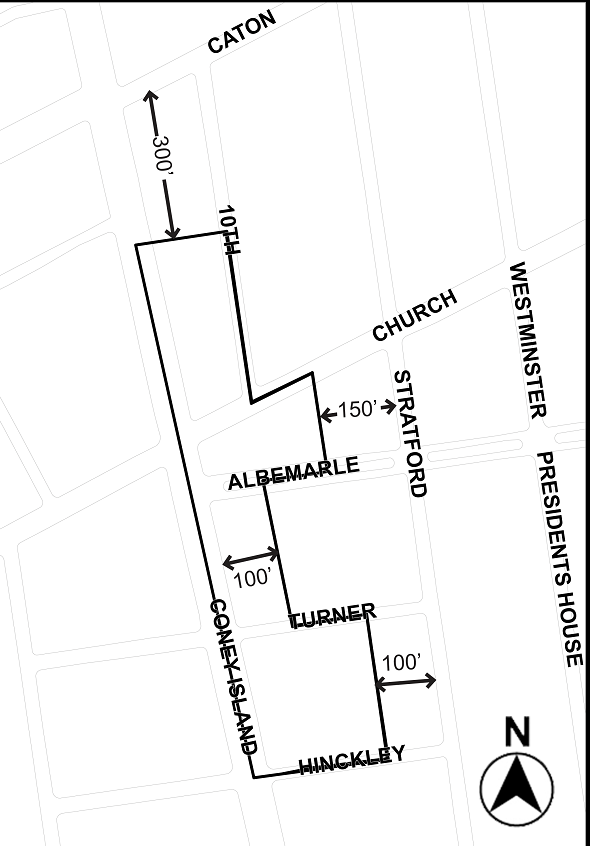 CATON
300’
10TH
CHURCH
WESTMINSTER
150’
STRATFORD
ALBEMARLE
PRESIDENTS HOUSE
100’
CONEY ISLAND
TURNER
100’
HINCKLEY
N